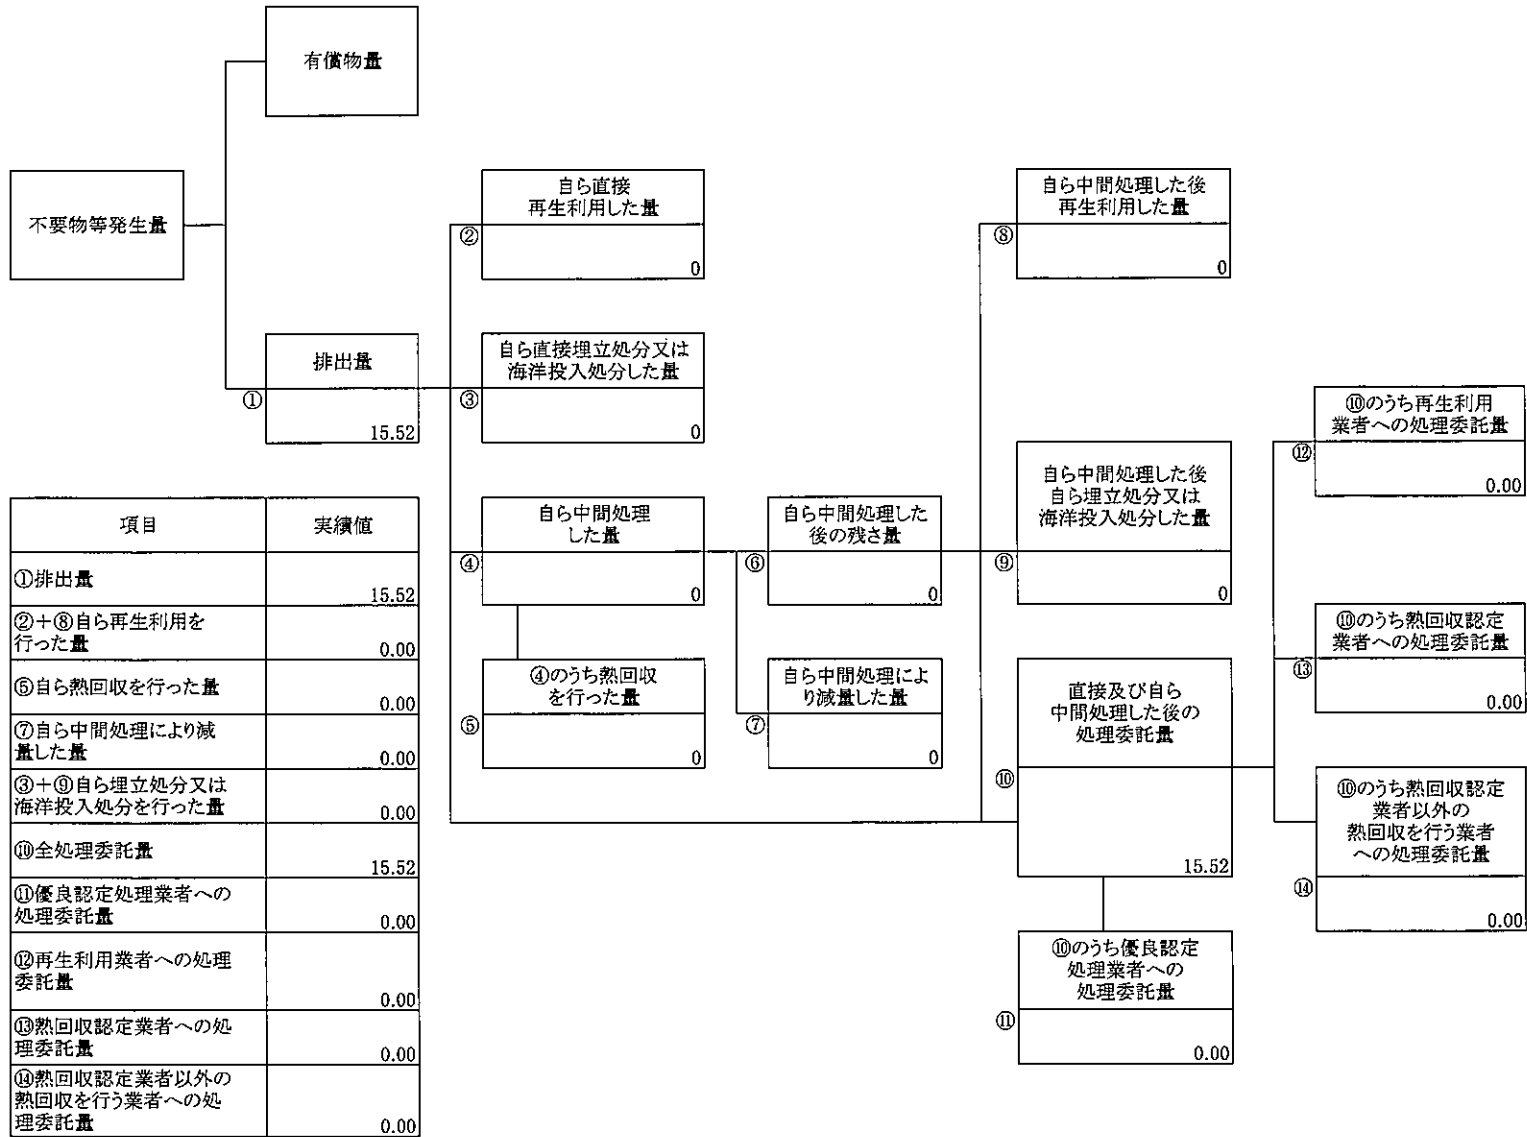 有償物量
不要物等発生量
排出量
①
15.52
自ら直接
再生利用した量
②
0
自ら直接埋立処分又は
海洋投入処分した量
③
0
自ら中間処理
した量
④
0
④のうち熱回収
を行った量
⑤
0
自ら中間処理した
後の残さ量
⑥
0
自ら中間処理によ
り減量した量
⑦
0
自ら中間処理した後
再生利用した量
⑧
0
自ら中間処理した後
自ら埋立処分又は
海洋投入処分した量
⑨
0
直接及び自ら
中間処理した後の
処理委託量
⑩
15.52
⑩のうち優良認定
処理業者への
処理委託量
⑪
0.00
⑩のうち再生利用
業者への処理委託量
⑫
0.00
⑩のうち熱回収認定
業者への処理委託量
⑬
0.00
⑩のうち熱回収認定
業者以外の
熱回収を行う業者
への処理委託量
⑭
0.00
項目 実績値
①排出量
15.52
②＋⑧自ら再生利用を
行った量
0.00
⑤自ら熱回収を行った量
0.00
⑦自ら中間処理により減
量した量
0.00
③＋⑨自ら埋立処分又は
海洋投入処分を行った量
0.00
⑩全処理委託量
15.52
⑪優良認定処理業者への
処理委託量
0.00
⑫再生利用業者への処理
委託量
0.00
⑬熱回収認定業者への処
理委託量
0.00
⑭熱回収認定業者以外の
熱回収を行う業者への処
理委託量
0.00